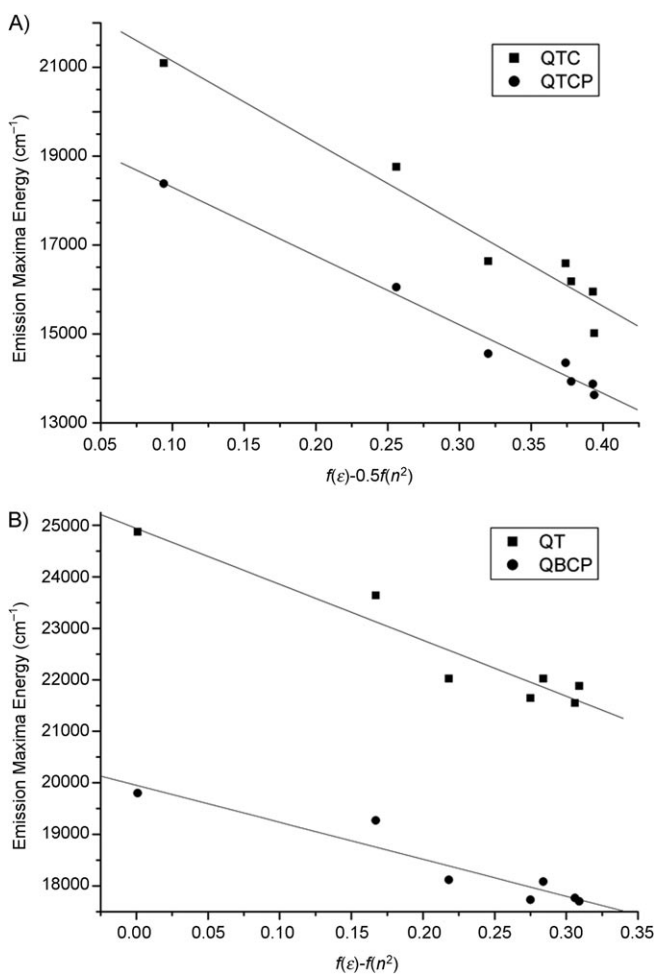 A)
QTC
QTCP
Emission Maxima Energy (cm⁻¹)
21000
19000
17000
15000
13000
0.05 0.10 0.15 0.20 0.25 0.30 0.35 0.40
f(ε)-0.5f(n²)
B)
QT
QBCP
Emission Maxima Energy (cm⁻¹)
25000
24000
23000
22000
21000
20000
19000
18000
0.00 0.05 0.10 0.15 0.20 0.25 0.30 0.35
f(ε)-f(n²)